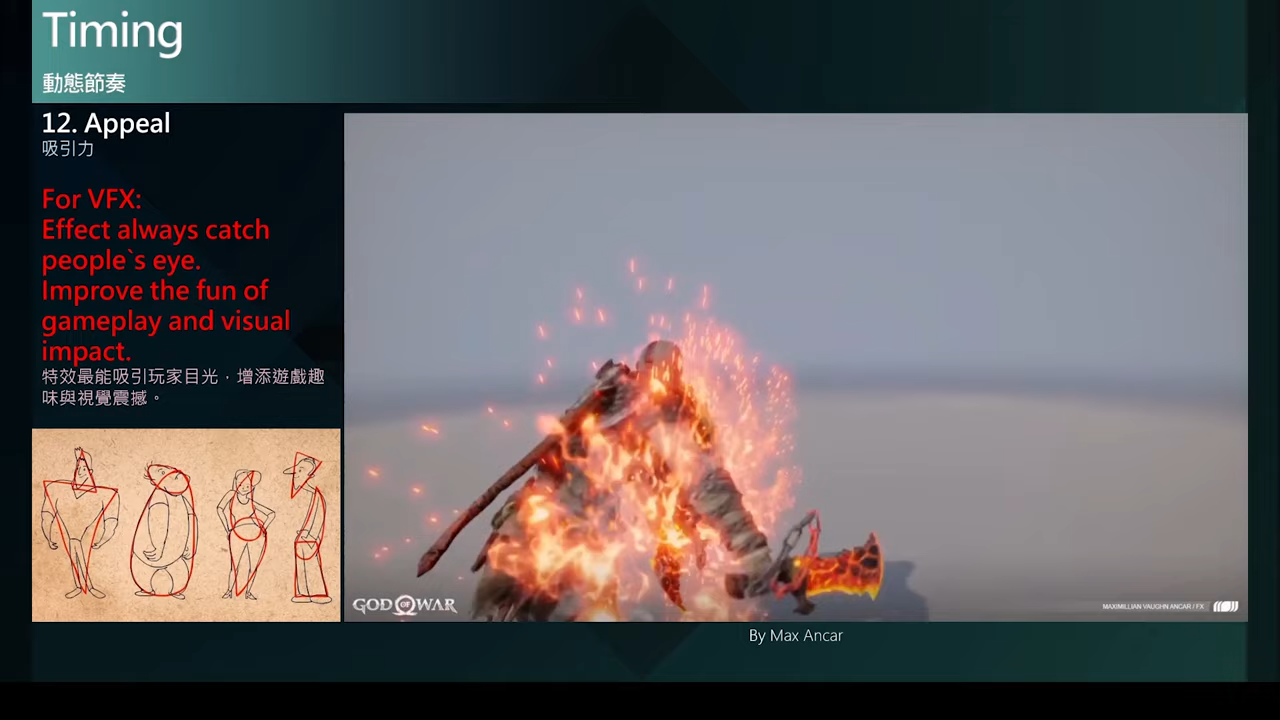 Timing
動態節奏
12. Appeal
吸引力
For VFX:
Effect always catch
people`s eye.
Improve the fun of
gameplay and visual
impact.
特效最能吸引玩家目光，增添遊戲趣
味與視覺震撼。
GOD OF WAR
MAXIMILLIAN VAUGHN ANCAR / FX
By Max Ancar